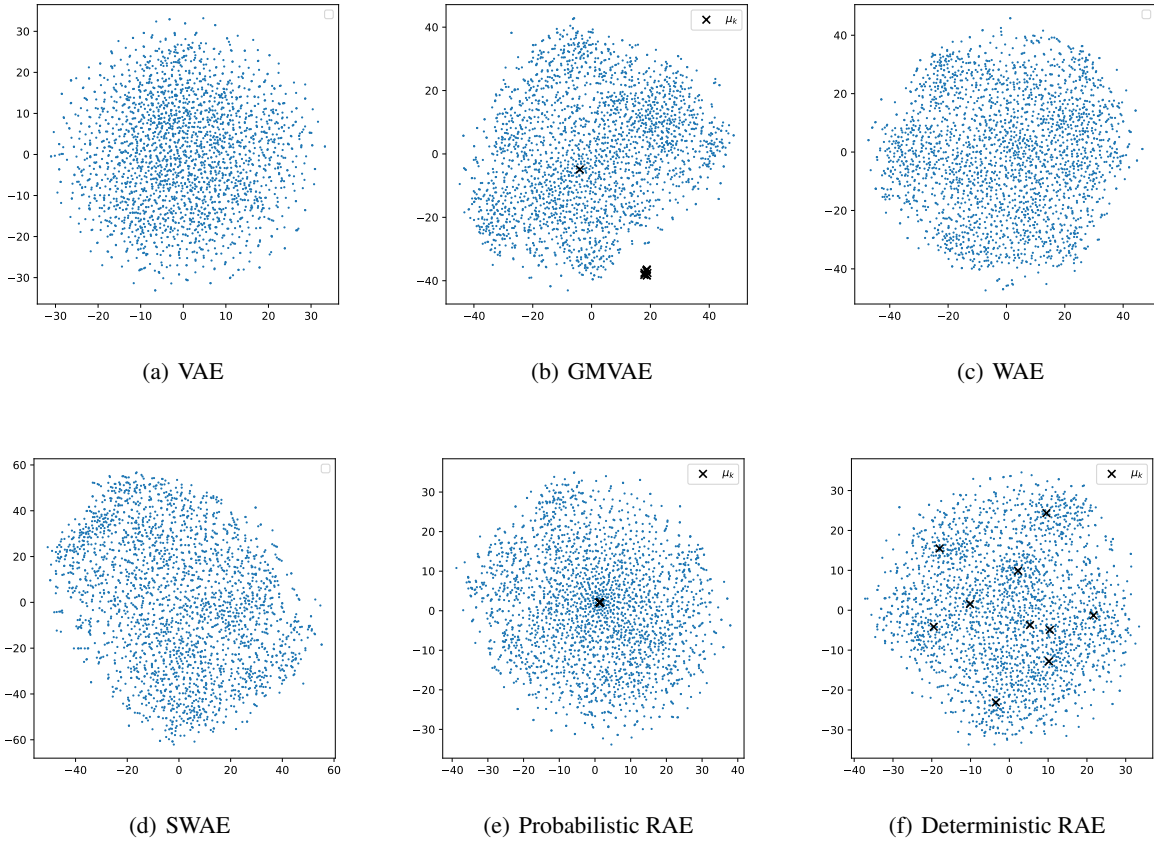 30
20
10
0
−10
−20
−30
−30 −20 −10 0 10 20 30
(a) VAE
μk
40
20
0
−20
−40
−40 −20 0 20 40
(b) GMVAE
40
20
0
−20
−40
−40 −20 0 20 40
(c) WAE
60
40
20
0
−20
−40
−60
−40 −20 0 20 40 60
(d) SWAE
μk
30
20
10
0
−10
−20
−30
−40 −30 −20 −10 0 10 20 30 40
(e) Probabilistic RAE
μk
30
20
10
0
−10
−20
−30
−40 −30 −20 −10 0 10 20 30
(f) Deterministic RAE